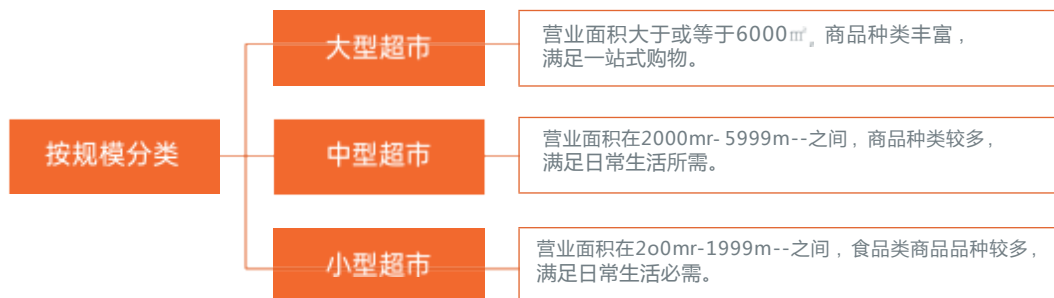 按规模分类
大型超市
营业面积大于或等于6000㎡。商品种类丰富，
满足一站式购物。
中型超市
营业面积在2000mr- 5999m--之间，商品种类较多，
满足日常生活所需。
小型超市
营业面积在2o0mr-1999m--之间，食品类商品品种较多，
满足日常生活必需。